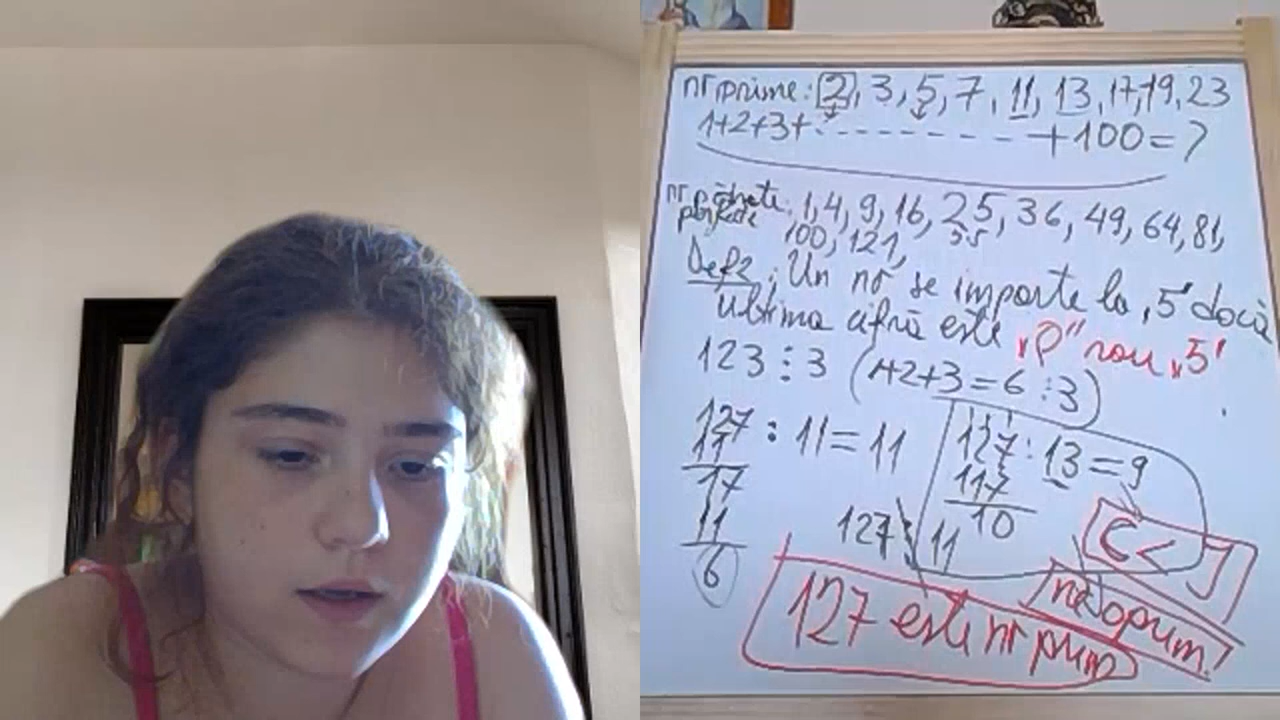 nr prime: 2, 3, 5, 7, 11, 13, 17, 19, 23
1+2+3+ - - - - - - - - - +100=?
nr pătrate perfecte: 1, 4, 9, 16, 25, 36, 49, 64, 81,
100, 121,
Def2: Un nr se imparte la „5" dacă
ultima cifră este „0" sau „5"
123 ⋮ 3 (1+2+3=6 ⋮ 3)
127 : 11 = 11
11
17
11
6
127 : 13 = 9
117
10
127 ⋮̸ 11
C < Î
ne oprim!
127 este nr prim